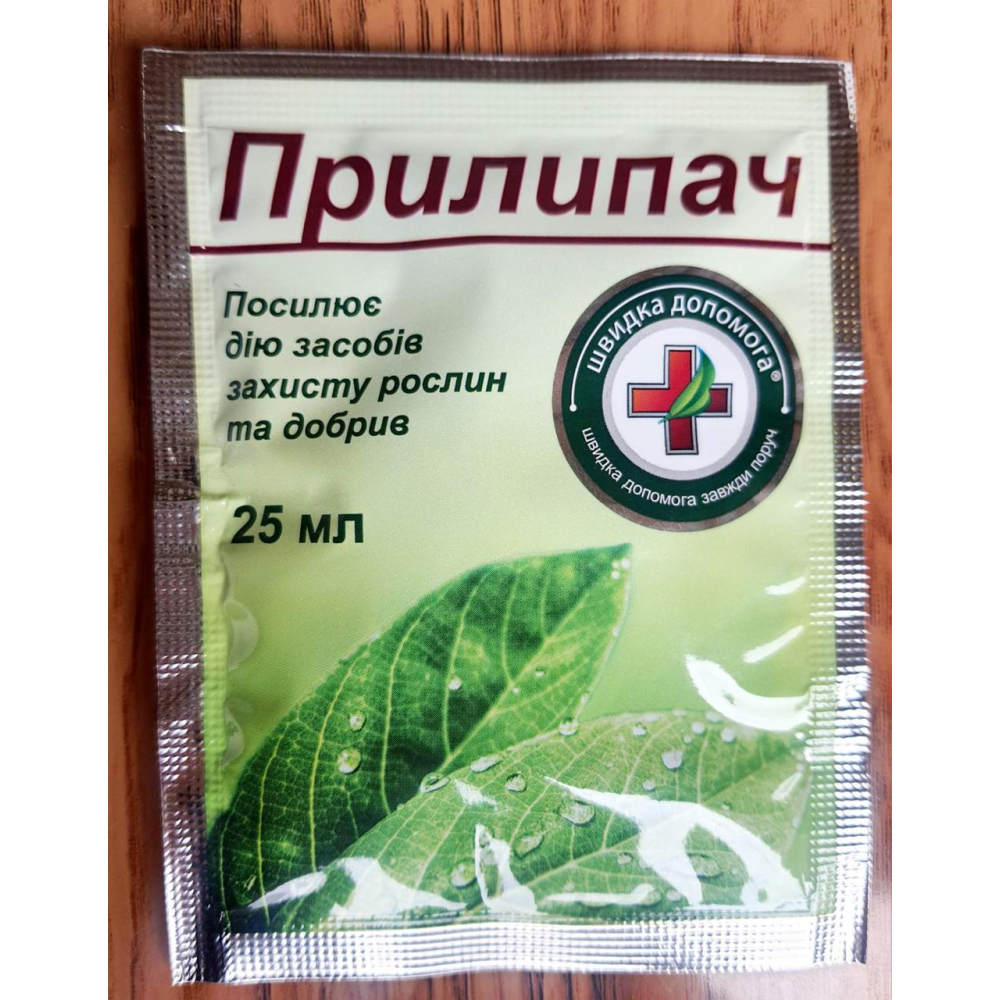 Прилипач
Посилює
дію засобів
захисту рослин
та добрив
25 мл
швидка допомога®
швидка допомога завжди поруч